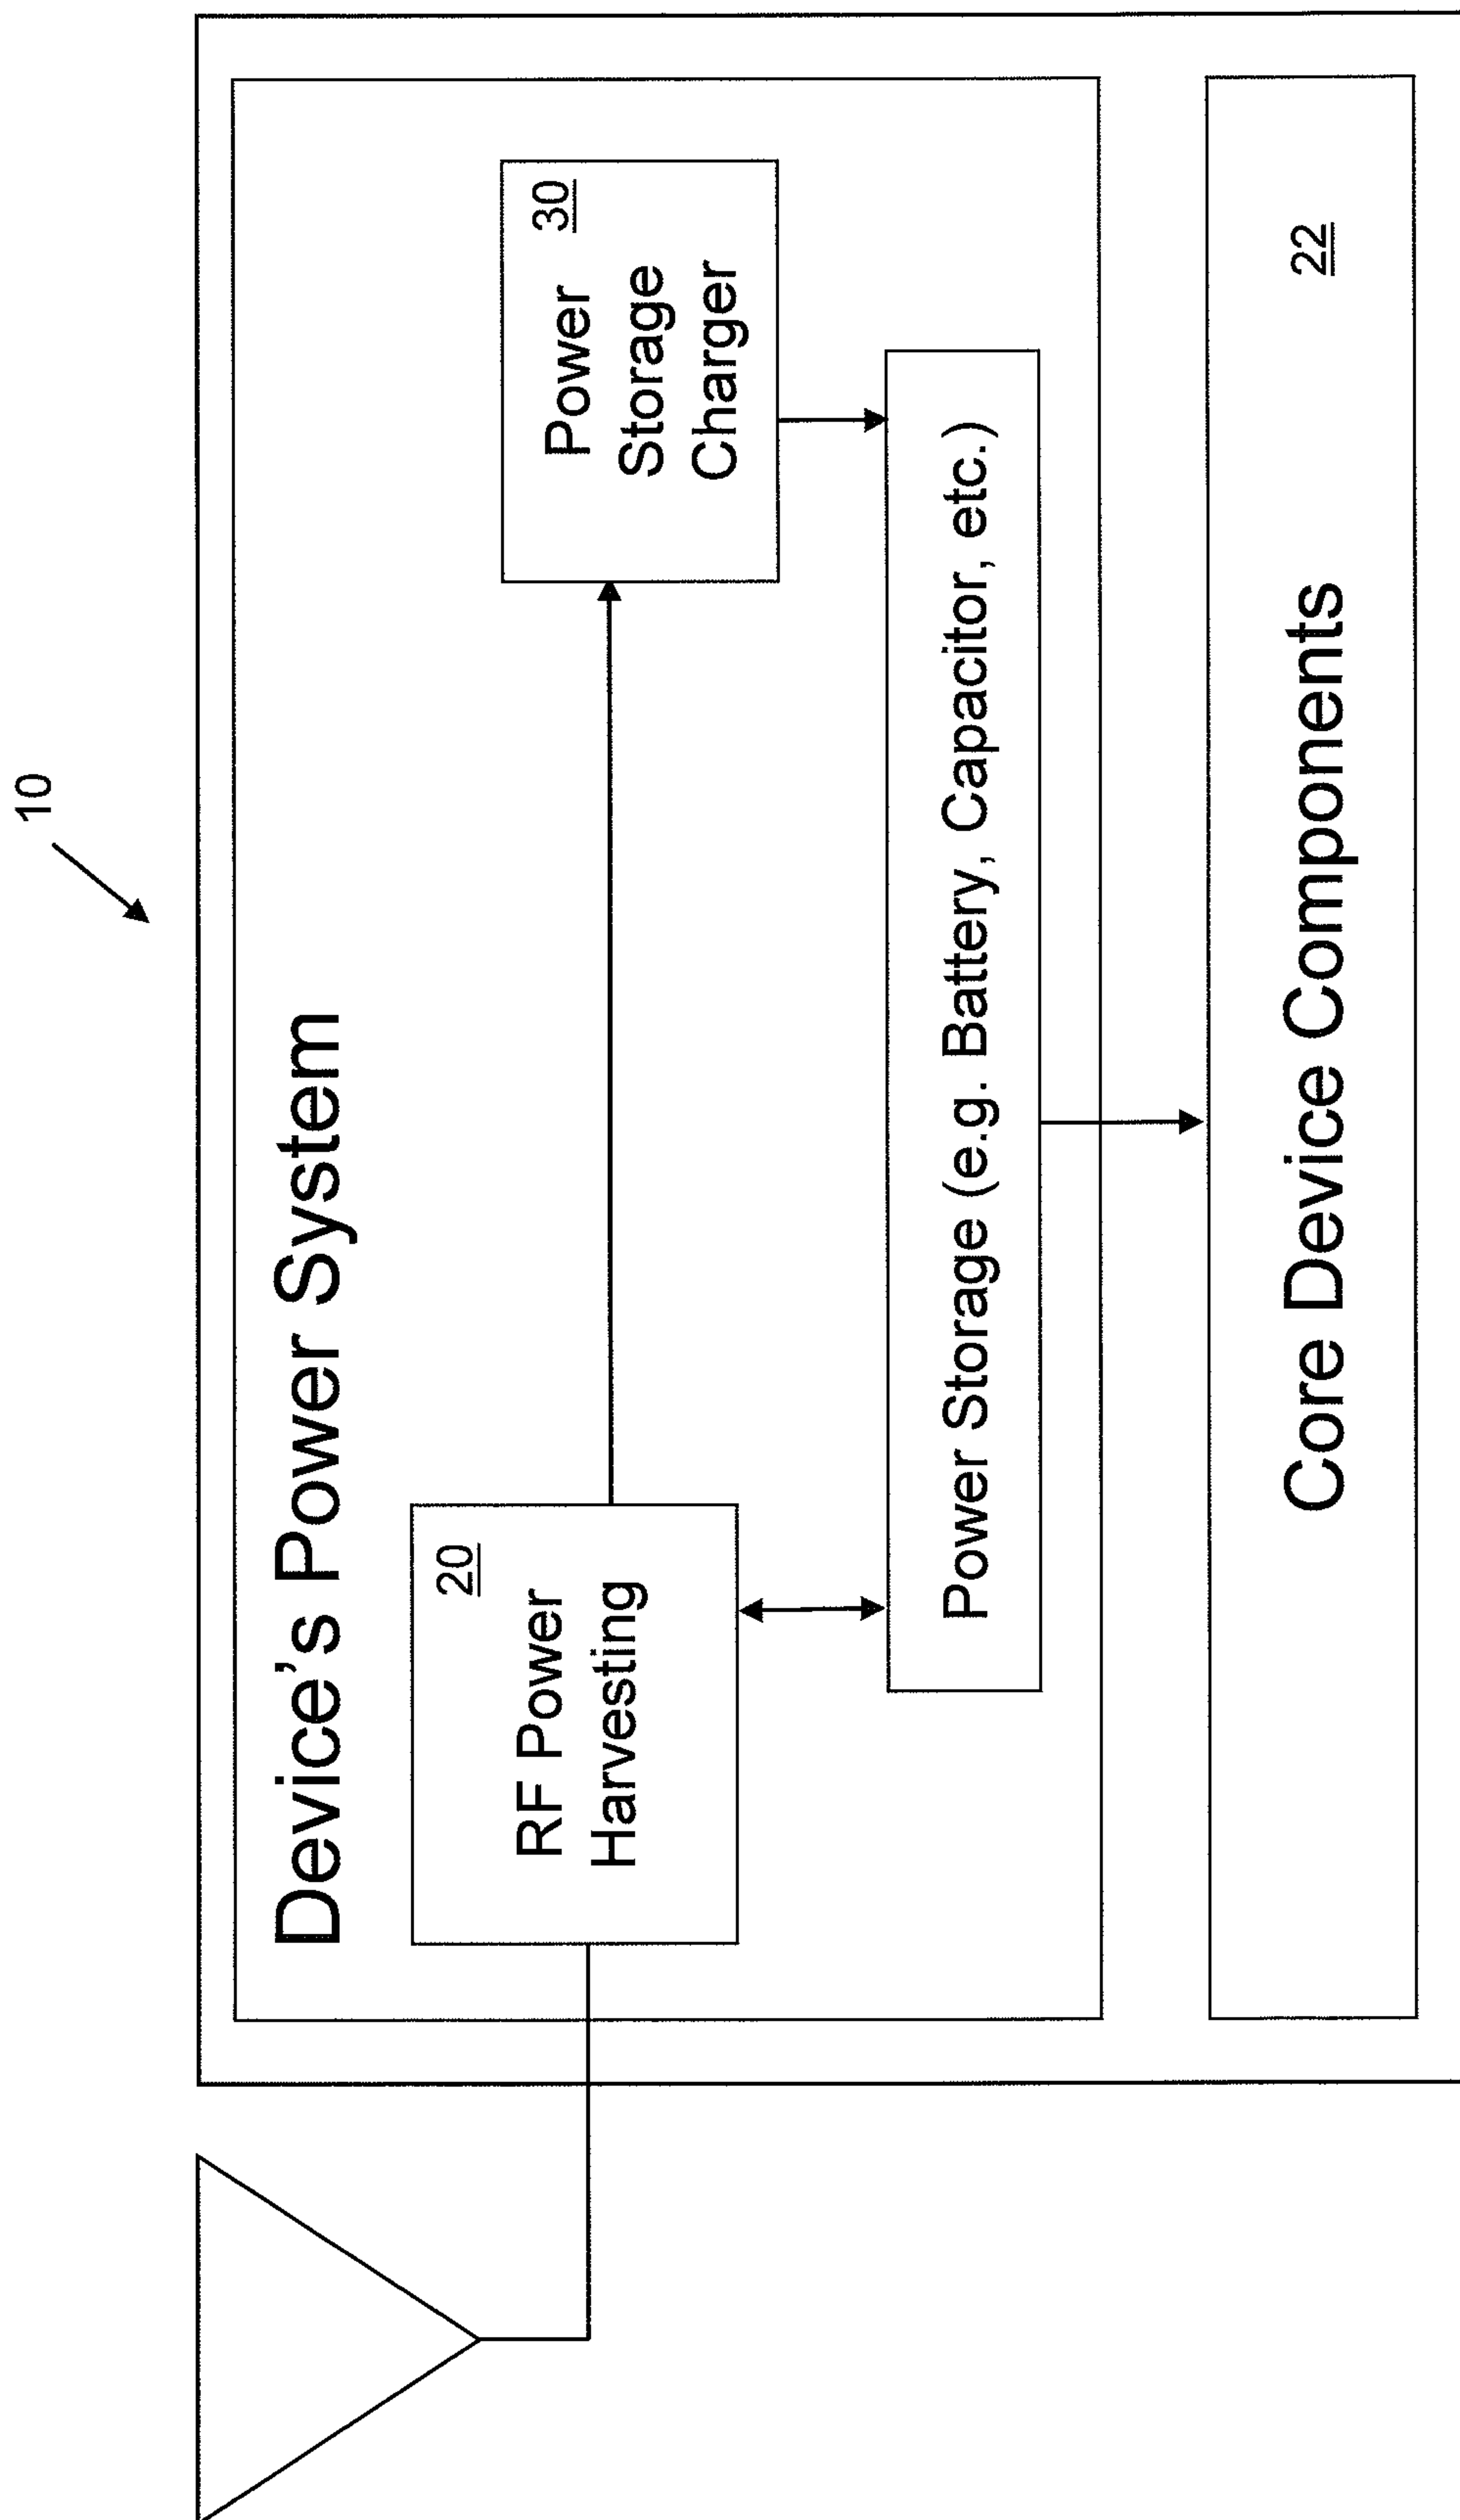 10
Device's Power System
20
RF Power
Harvesting
Power 30
Storage
Charger
Power Storage (e.g. Battery, Capacitor, etc.)
Core Device Components 22